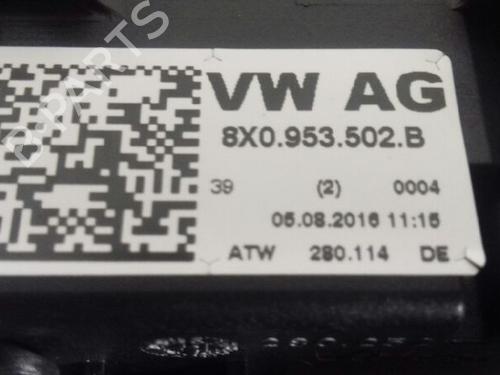 VW AG
8X0.953.502.B
39 (2) 0004
05.08.2016 11:15
ATW 280.114 DE
B-PARTS